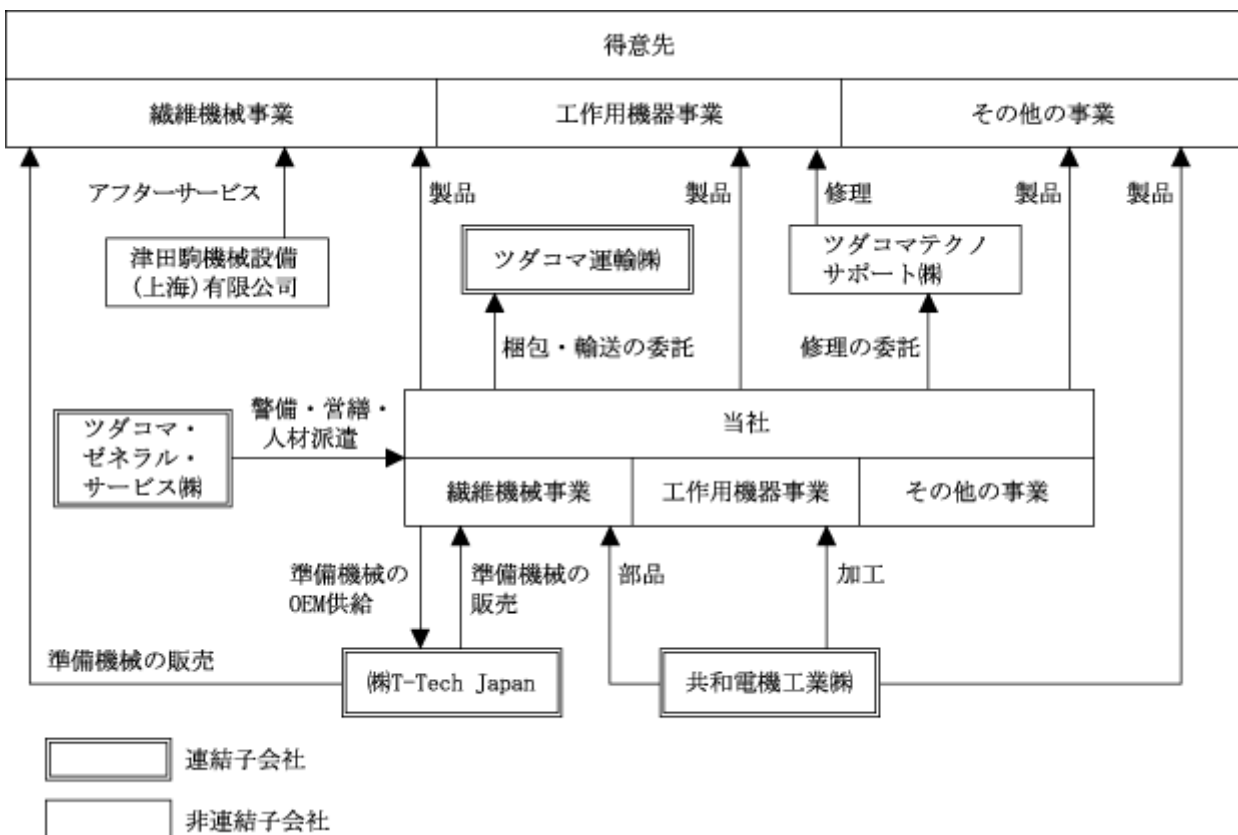 得意先
繊維機械事業
工作用機器事業
その他の事業
アフターサービス
製品
製品
修理
製品
製品
津田駒機械設備
(上海)有限公司
ツダコマ運輸㈱
ツダコマテクノ
サポート㈱
梱包・輸送の委託
修理の委託
ツダコマ・
ゼネラル・
サービス㈱
警備・営繕・
人材派遣
当社
繊維機械事業
工作用機器事業
その他の事業
準備機械の
OEM供給
準備機械の
販売
部品
加工
準備機械の販売
㈱T-Tech Japan
共和電機工業㈱
連結子会社
非連結子会社